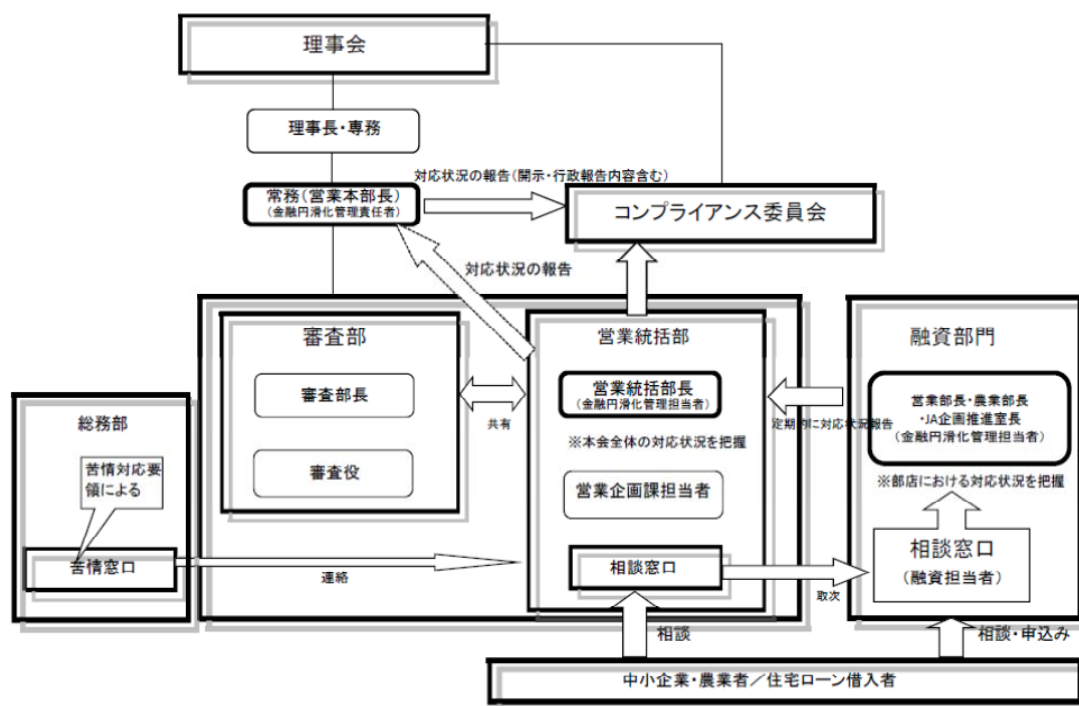 理事会
理事長・専務
対応状況の報告(開示・行政報告内容含む)
常務(営業本部長)
(金融円滑化管理責任者)
コンプライアンス委員会
対応状況の報告
審査部
審査部長
審査役
共有
営業統括部
営業統括部長
(金融円滑化管理担当者)
※本会全体の対応状況を把握
営業企画課担当者
相談窓口
定期的に対応状況報告
融資部門
営業部長・農業部長
・JA企画推進室長
(金融円滑化管理担当者)
※部店における対応状況を把握
相談窓口
(融資担当者)
取次
総務部
苦情対応要
領による
苦情窓口
連絡
相談
相談・申込み
中小企業・農業者/住宅ローン借入者